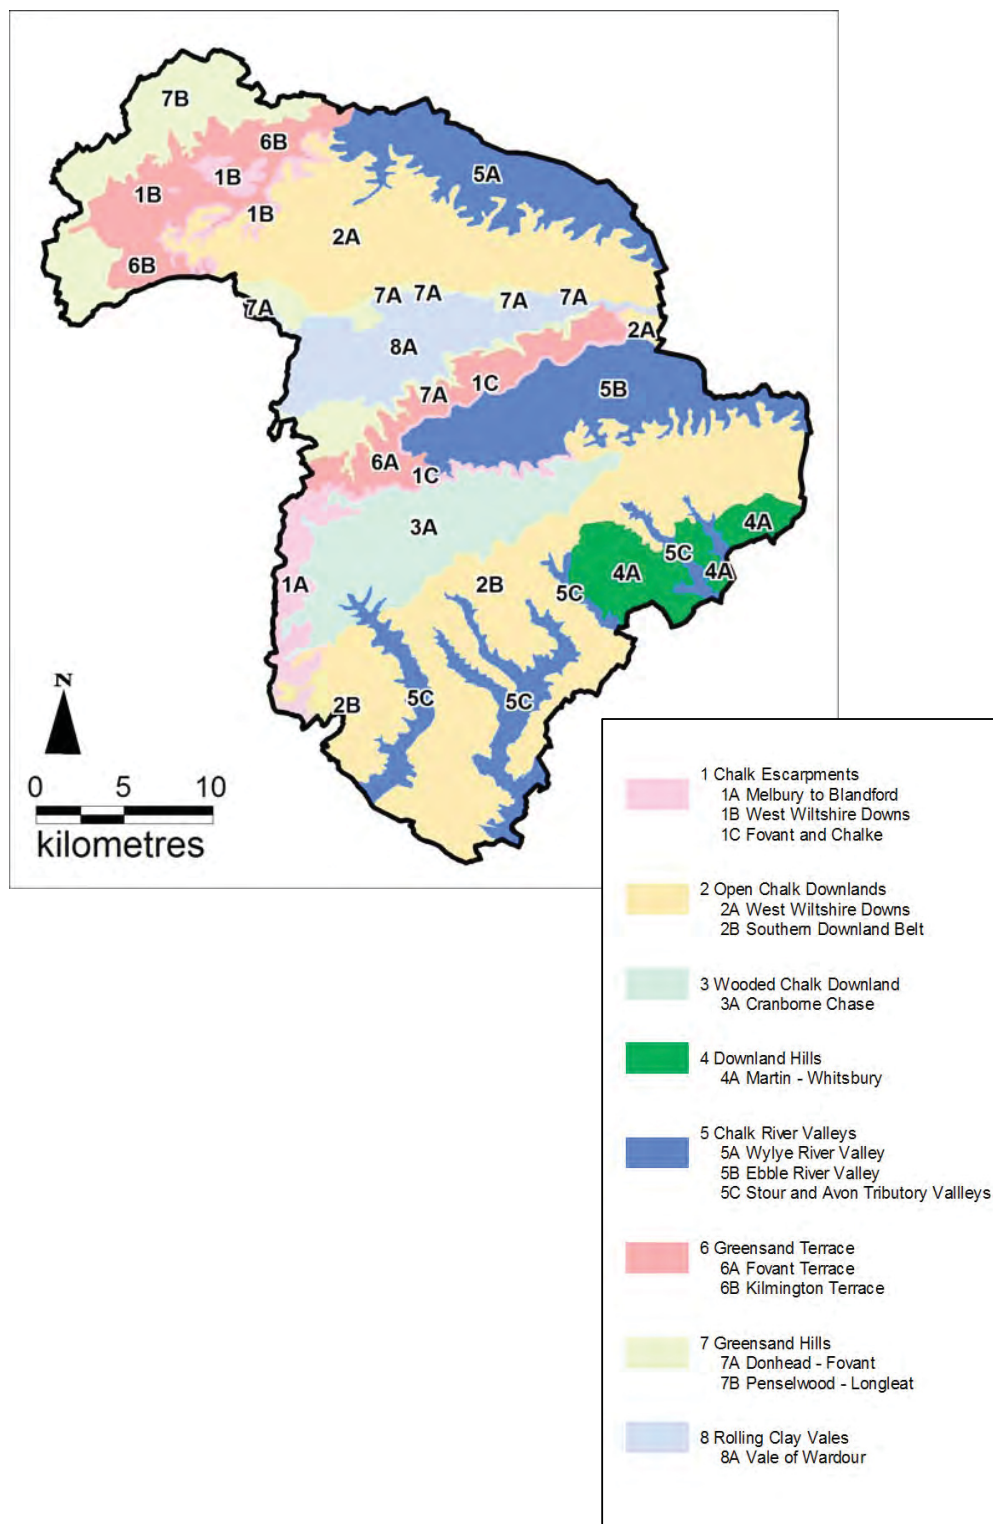 7B
6B
1B
5A
1B
1B
2A
6B
7A
7A
7A
7A
7A
2A
8A
1C
7A
5B
6A
1C
3A
4A
5C
4A
4A
1A
2B
5C
N
2B
5C
5C
0 5 10
kilometres
1 Chalk Escarpments
1A Melbury to Blandford
1B West Wiltshire Downs
1C Fovant and Chalke
2 Open Chalk Downlands
2A West Wiltshire Downs
2B Southern Downland Belt
3 Wooded Chalk Downland
3A Cranborne Chase
4 Downland Hills
4A Martin - Whitsbury
5 Chalk River Valleys
5A Wylye River Valley
5B Ebble River Valley
5C Stour and Avon Tributory Vallleys
6 Greensand Terrace
6A Fovant Terrace
6B Kilmington Terrace
7 Greensand Hills
7A Donhead - Fovant
7B Penselwood - Longleat
8 Rolling Clay Vales
8A Vale of Wardour